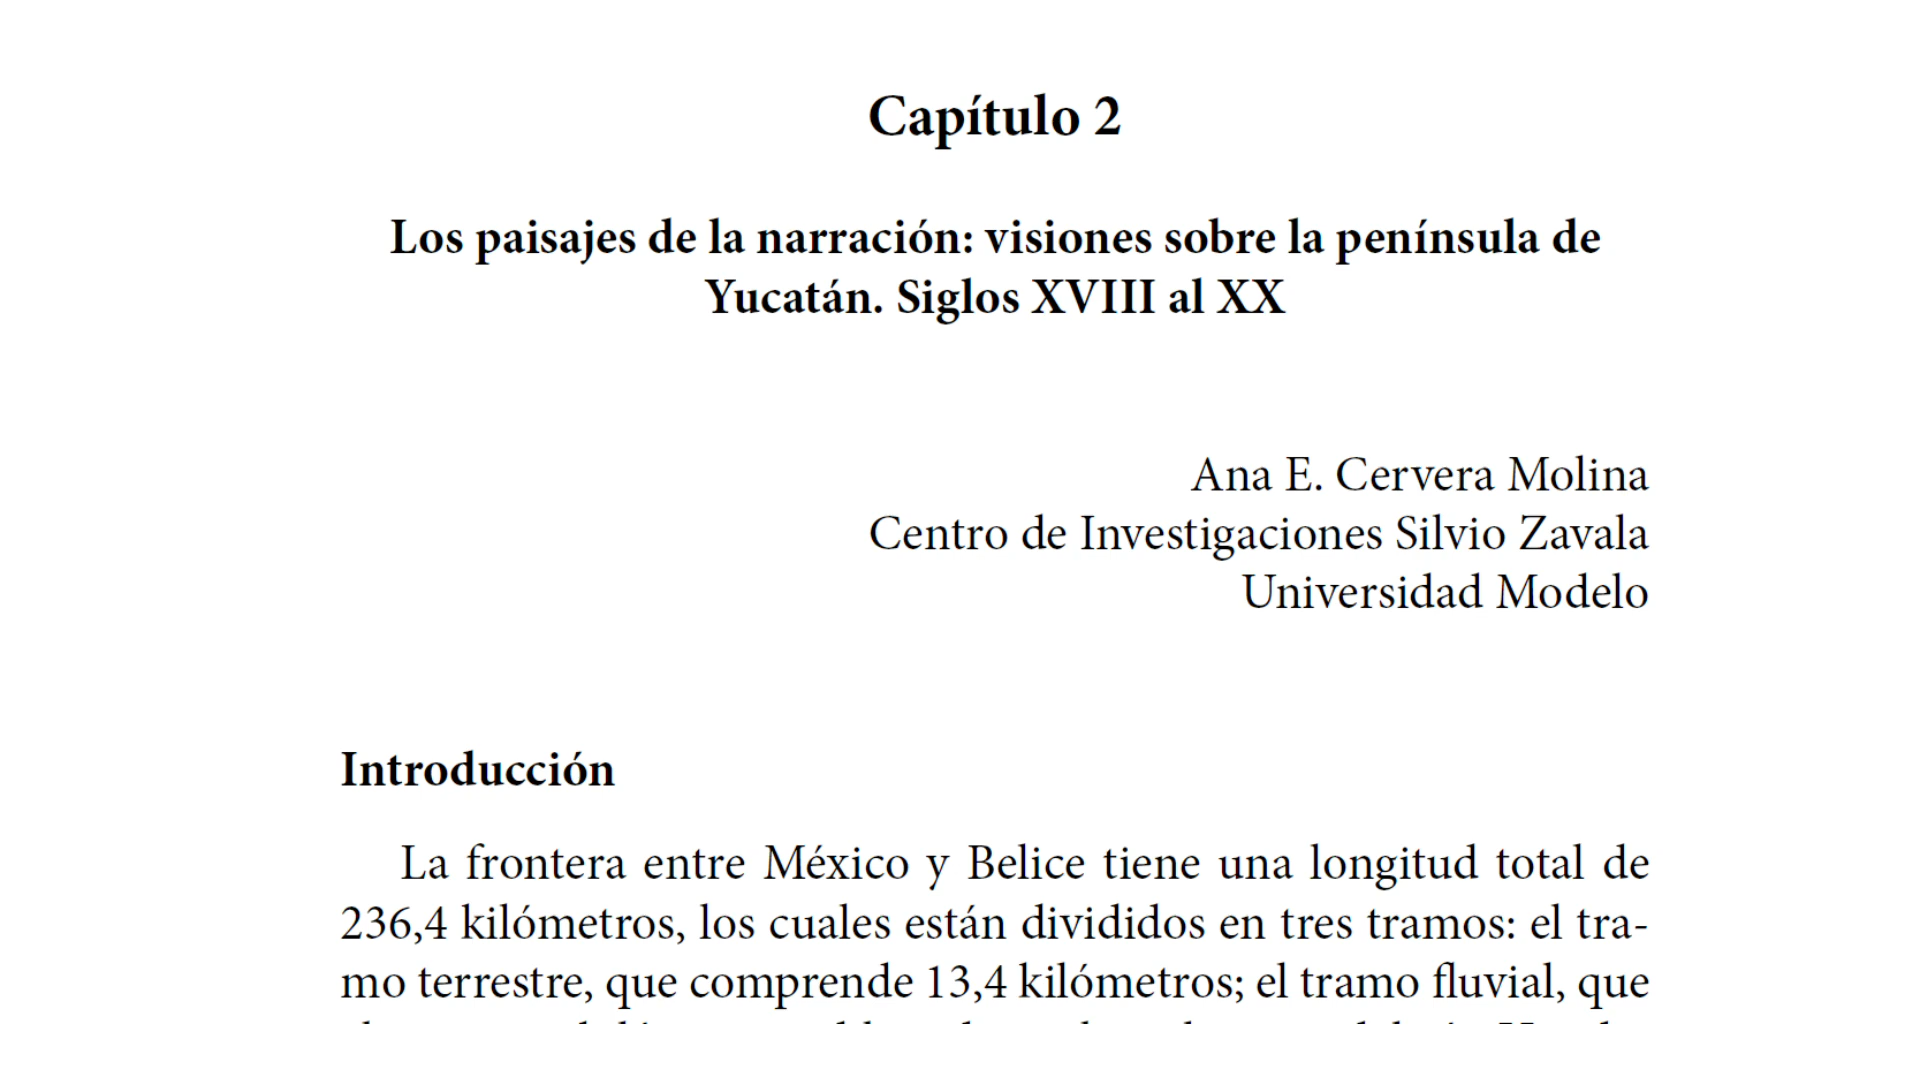 Capítulo 2
Los paisajes de la narración: visiones sobre la península de
Yucatán. Siglos XVIII al XX
Ana E. Cervera Molina
Centro de Investigaciones Silvio Zavala
Universidad Modelo
Introducción
La frontera entre México y Belice tiene una longitud total de
236,4 kilómetros, los cuales están divididos en tres tramos: el tra-
mo terrestre, que comprende 13,4 kilómetros; el tramo fluvial, que